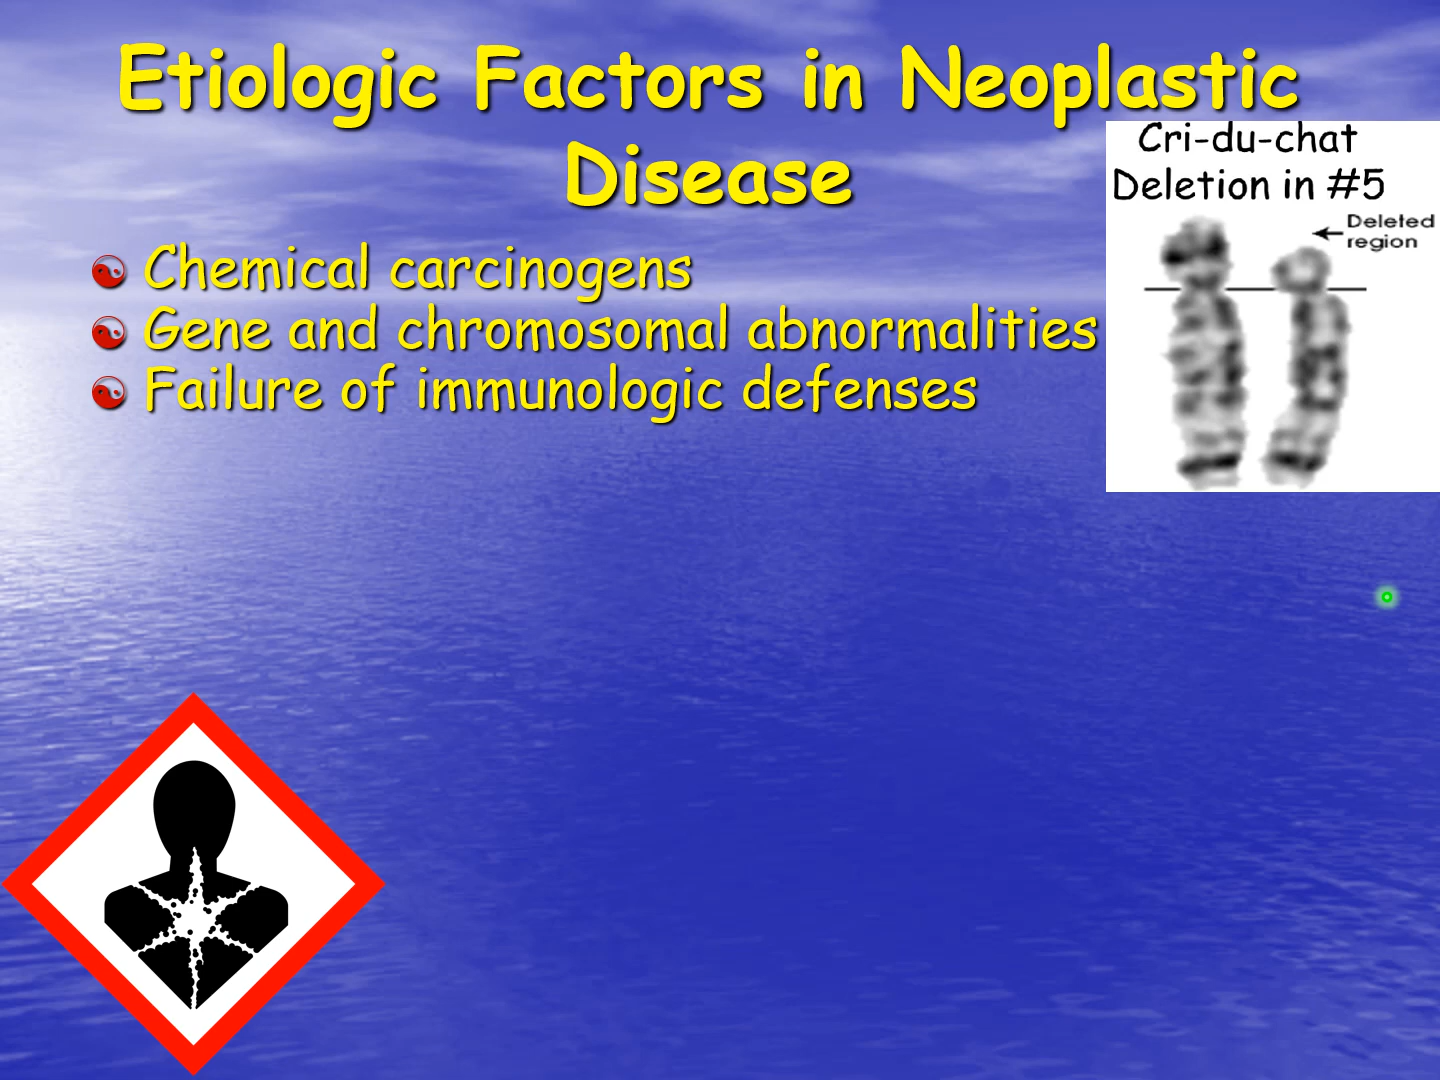 Etiologic Factors in Neoplastic
Disease
Cri-du-chat
Deletion in #5
Deleted
region
Chemical carcinogens
Gene and chromosomal abnormalities
Failure of immunologic defenses